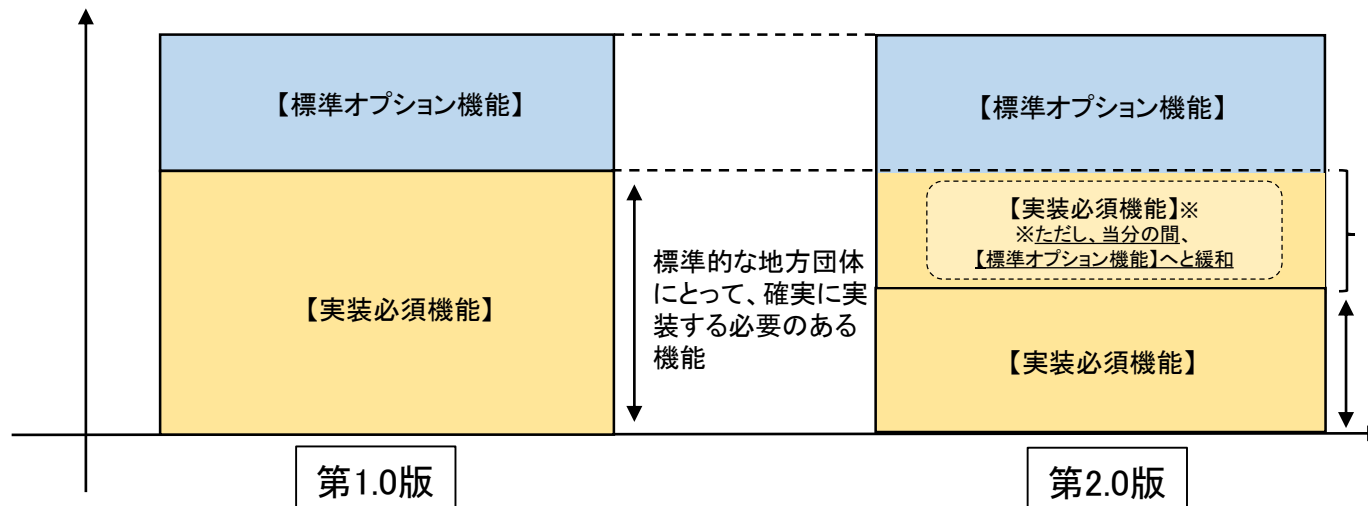 【標準オプション機能】
【実装必須機能】
標準的な地方団体
にとって、確実に実
装する必要のある
機能
【標準オプション機能】
【実装必須機能】※
※ただし、当分の間、
【標準オプション機能】へと緩和
【実装必須機能】
第1.0版
第2.0版